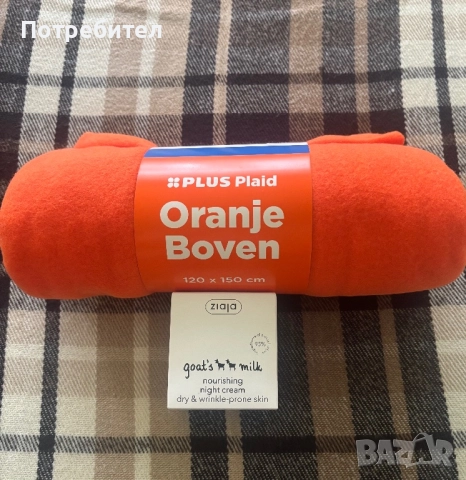 Потребител
PLUS Plaid
Oranje
Boven
120 x 150 cm
ziaja
93%
goat's milk
nourishing
night cream
dry & wrinkle-prone skin
BAZAR